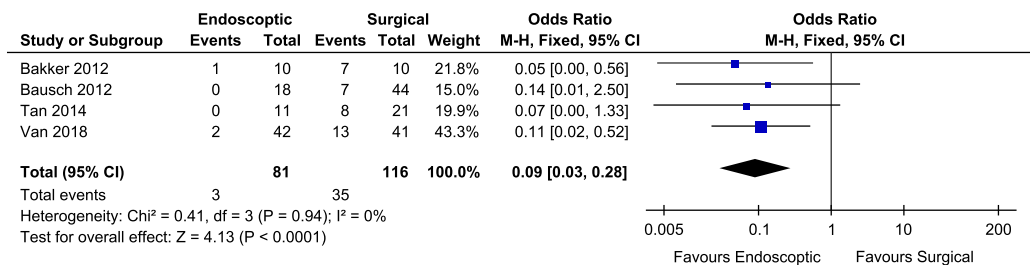 Endoscoptic Surgical Odds Ratio Odds Ratio
Study or Subgroup Events Total Events Total Weight M-H, Fixed, 95% CI M-H, Fixed, 95% CI
Bakker 2012 1 10 7 10 21.8% 0.05 [0.00, 0.56]
Bausch 2012 0 18 7 44 15.0% 0.14 [0.01, 2.50]
Tan 2014 0 11 8 21 19.9% 0.07 [0.00, 1.33]
Van 2018 2 42 13 41 43.3% 0.11 [0.02, 0.52]
Total (95% CI) 81 116 100.0% 0.09 [0.03, 0.28]
Total events 3 35
Heterogeneity: Chi² = 0.41, df = 3 (P = 0.94); I² = 0%
Test for overall effect: Z = 4.13 (P < 0.0001)
0.005 0.1 1 10 200
Favours Endoscoptic Favours Surgical